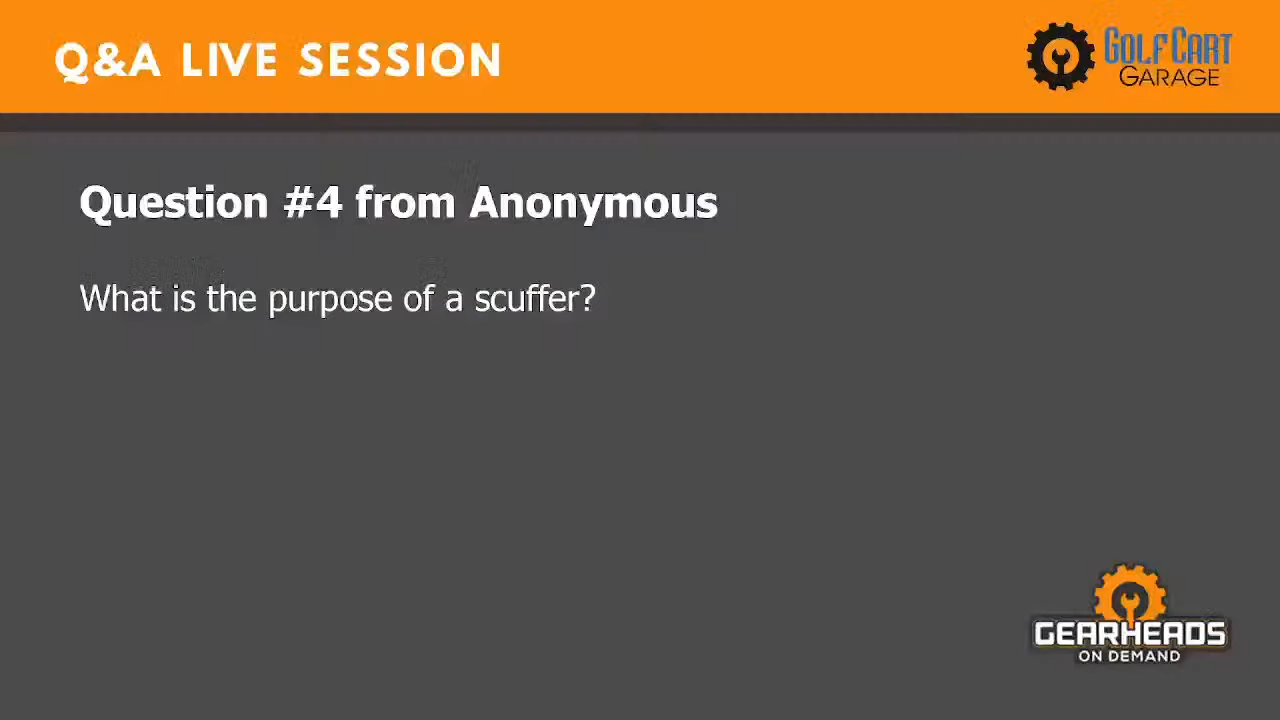 Q&A LIVE SESSION
GOLF CART
GARAGE
Question #4 from Anonymous
What is the purpose of a scuffer?
GEARHEADS
ON DEMAND